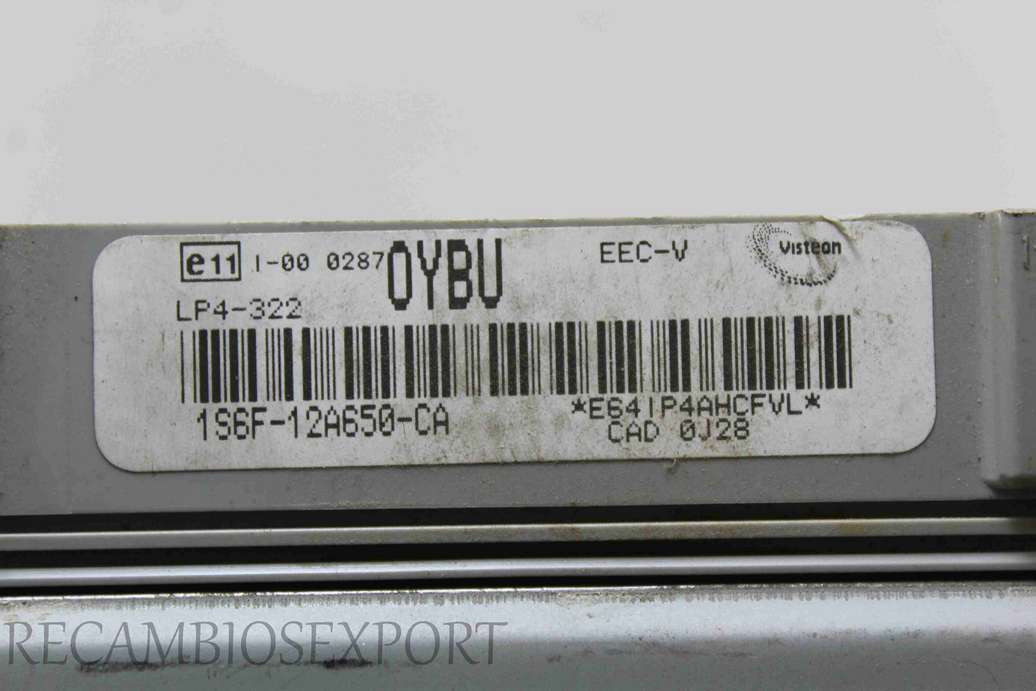 e11 I-00 0287 0YBU EEC-V Visteon
LP4-322
1S6F-12A650-CA *E64IP4AHCFVL*
CAD 0J28
RECAMBIOSEXPORT